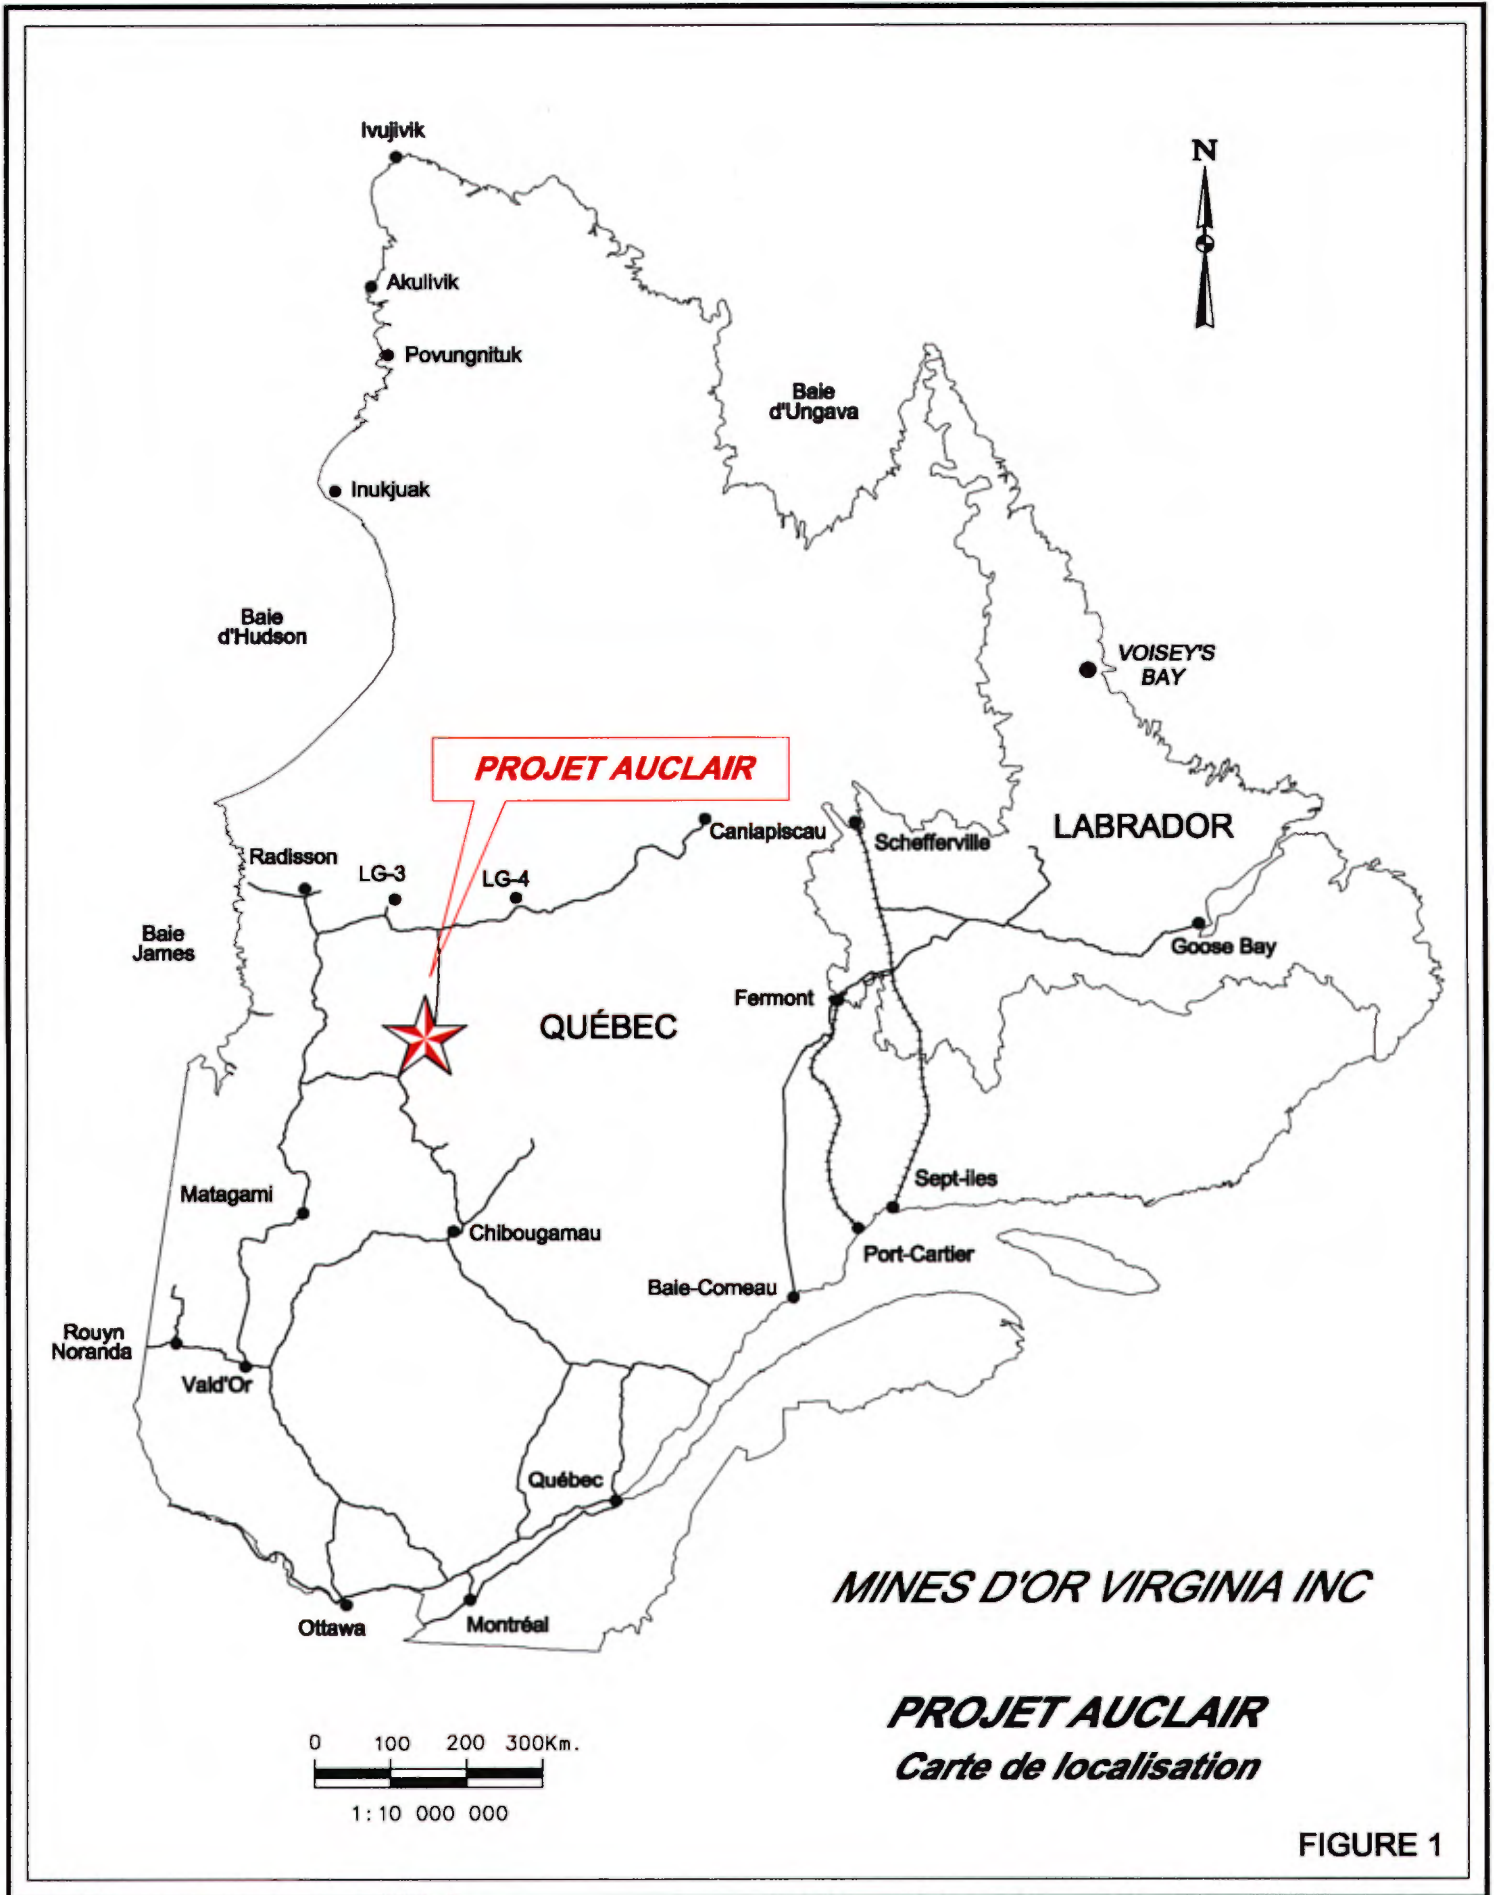 Ivujivik
N
Akulivik
Povungnituk
Baie
d'Ungava
Inukjuak
Baie
d'Hudson
VOISEY'S
BAY
PROJET AUCLAIR
Caniapiscau
Schefferville
LABRADOR
Radisson
LG-3
LG-4
Baie
James
Goose Bay
Fermont
QUÉBEC
Sept-iles
Matagami
Chibougamau
Port-Cartier
Baie-Comeau
Rouyn
Noranda
Vald'Or
Québec
MINES D'OR VIRGINIA INC
Ottawa
Montréal
PROJET AUCLAIR
Carte de localisation
0 100 200 300Km.
1:10 000 000
FIGURE 1